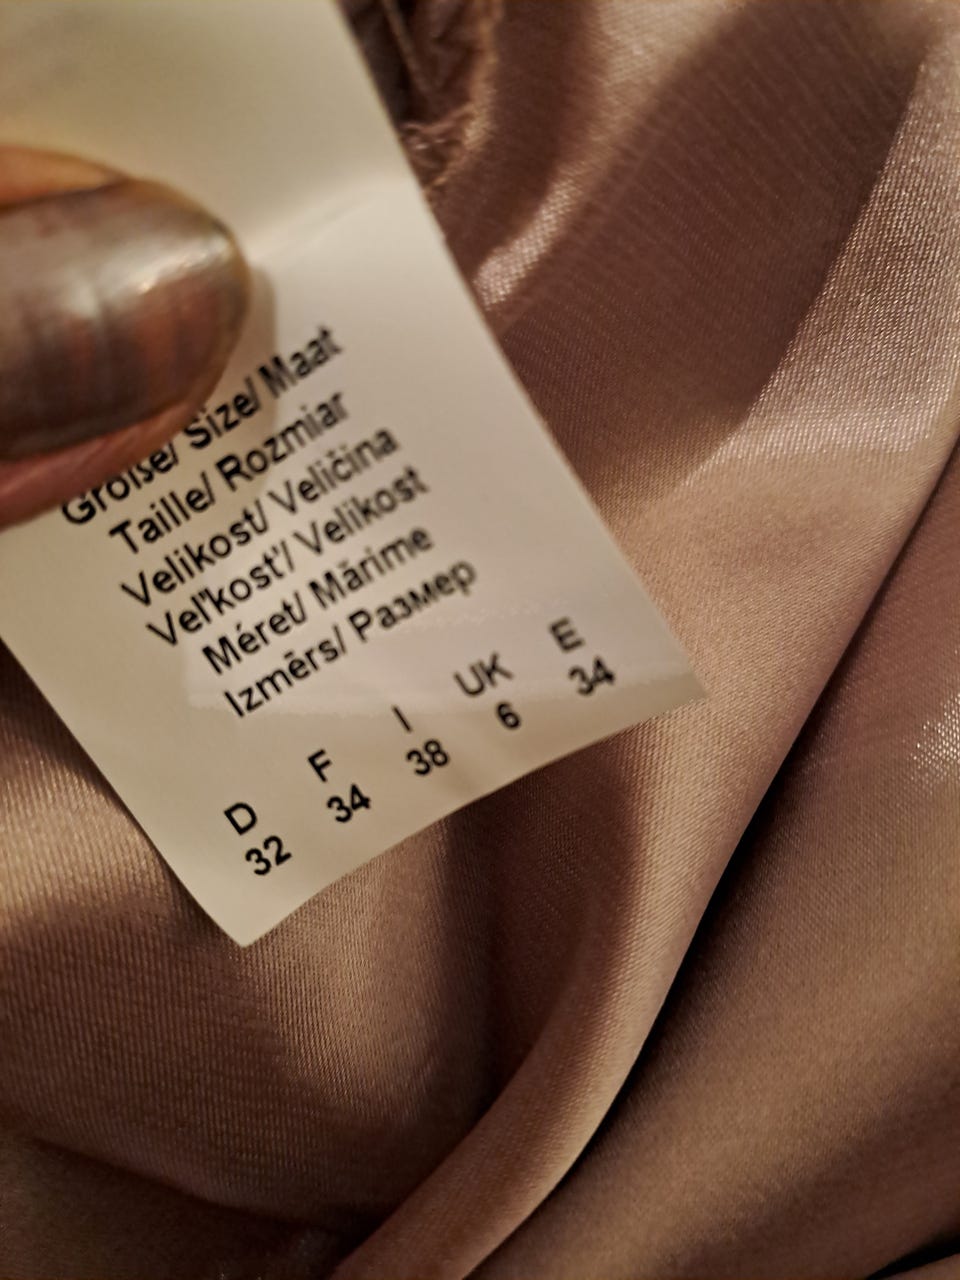 Größe/ Size/ Maat
Taille/ Rozmiar
Velikost/ Veličina
Veľkosť/ Velikost
Méret/ Mărime
Izmērs/ Размер
D F I UK E
32 34 38 6 34